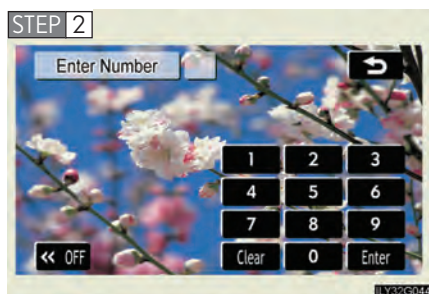 STEP 2
Enter Number
1 2 3
4 5 6
7 8 9
« OFF Clear 0 Enter
ILY32G044